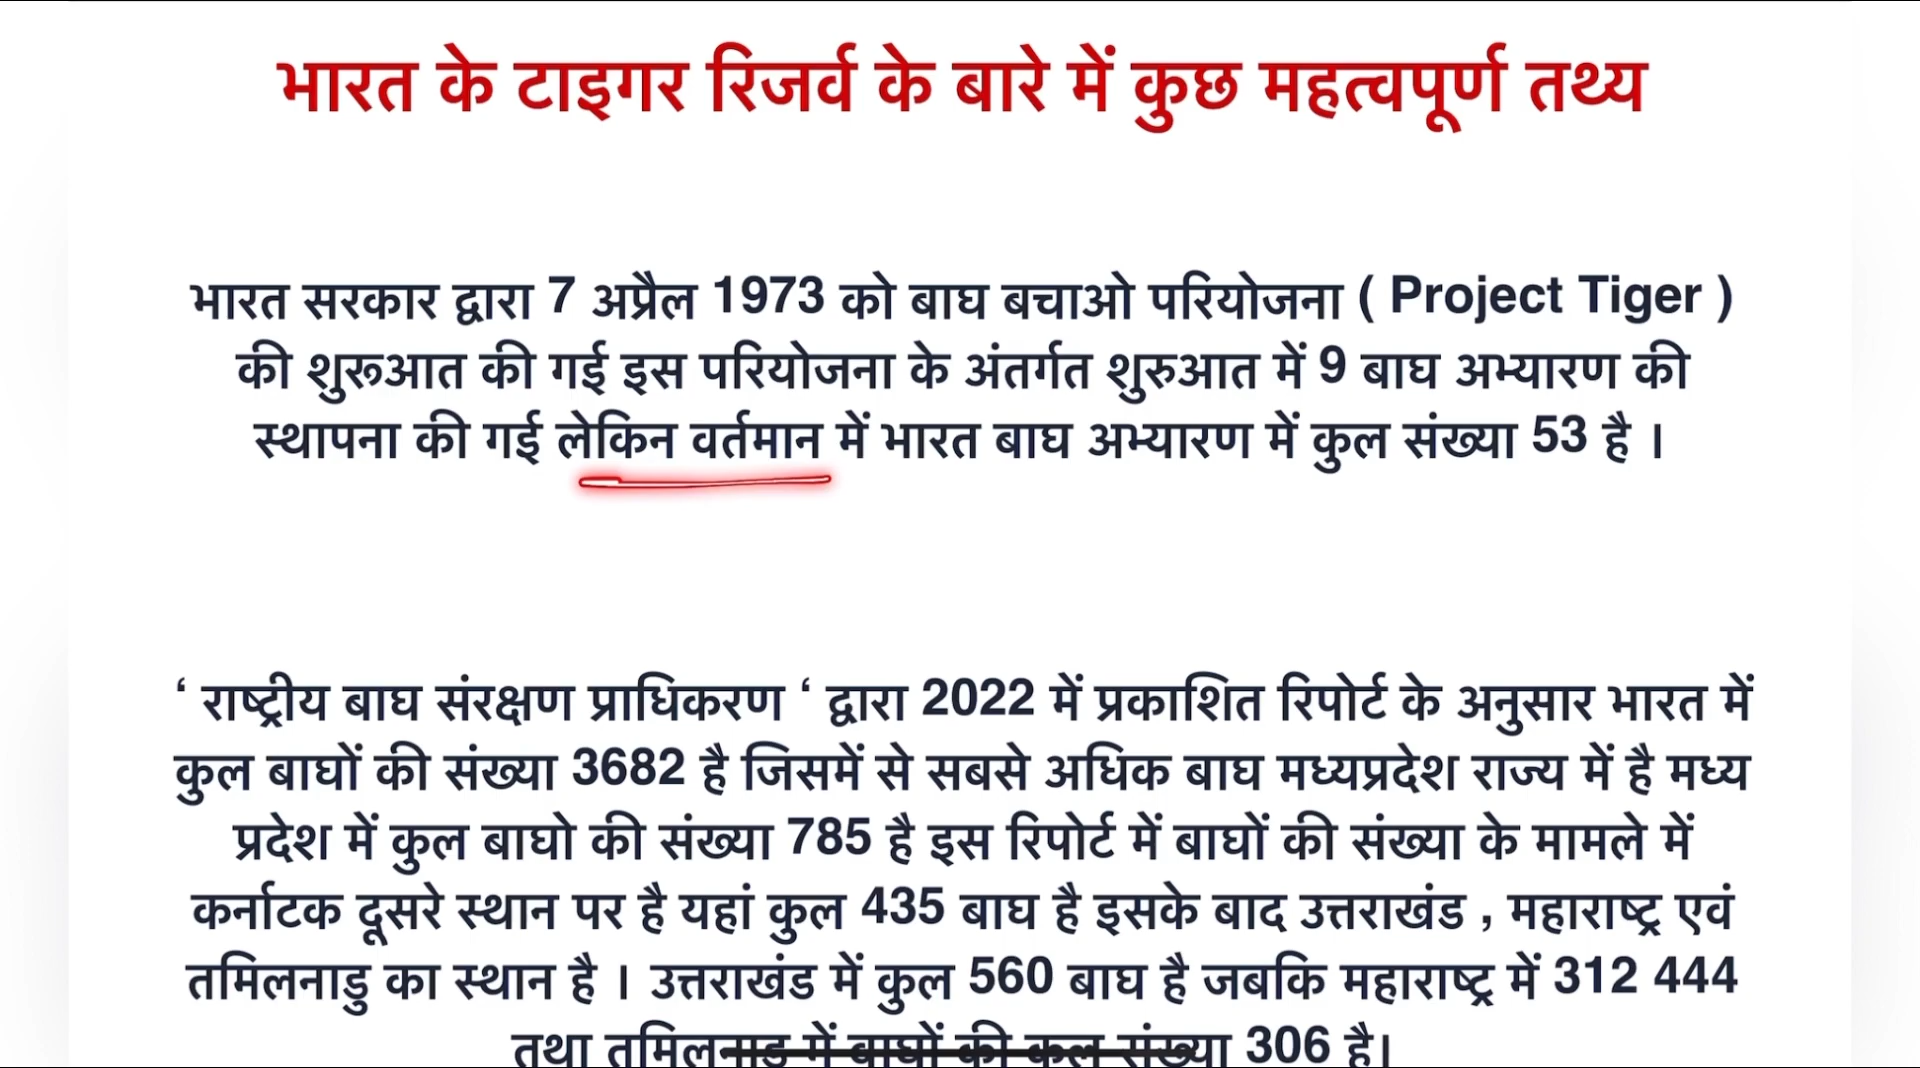 भारत के टाइगर रिजर्व के बारे में कुछ महत्वपूर्ण तथ्य
भारत सरकार द्वारा 7 अप्रैल 1973 को बाघ बचाओ परियोजना ( Project Tiger )
की शुरूआत की गई इस परियोजना के अंतर्गत शुरुआत में 9 बाघ अभ्यारण की
स्थापना की गई लेकिन वर्तमान में भारत बाघ अभ्यारण में कुल संख्या 53 है ।
‘ राष्ट्रीय बाघ संरक्षण प्राधिकरण ‘ द्वारा 2022 में प्रकाशित रिपोर्ट के अनुसार भारत में
कुल बाघों की संख्या 3682 है जिसमें से सबसे अधिक बाघ मध्यप्रदेश राज्य में है मध्य
प्रदेश में कुल बाघो की संख्या 785 है इस रिपोर्ट में बाघों की संख्या के मामले में
कर्नाटक दूसरे स्थान पर है यहां कुल 435 बाघ है इसके बाद उत्तराखंड , महाराष्ट्र एवं
तमिलनाडु का स्थान है । उत्तराखंड में कुल 560 बाघ है जबकि महाराष्ट्र में 312 444
तथा तमिलनाडु में बाघों की कुल संख्या 306 है।